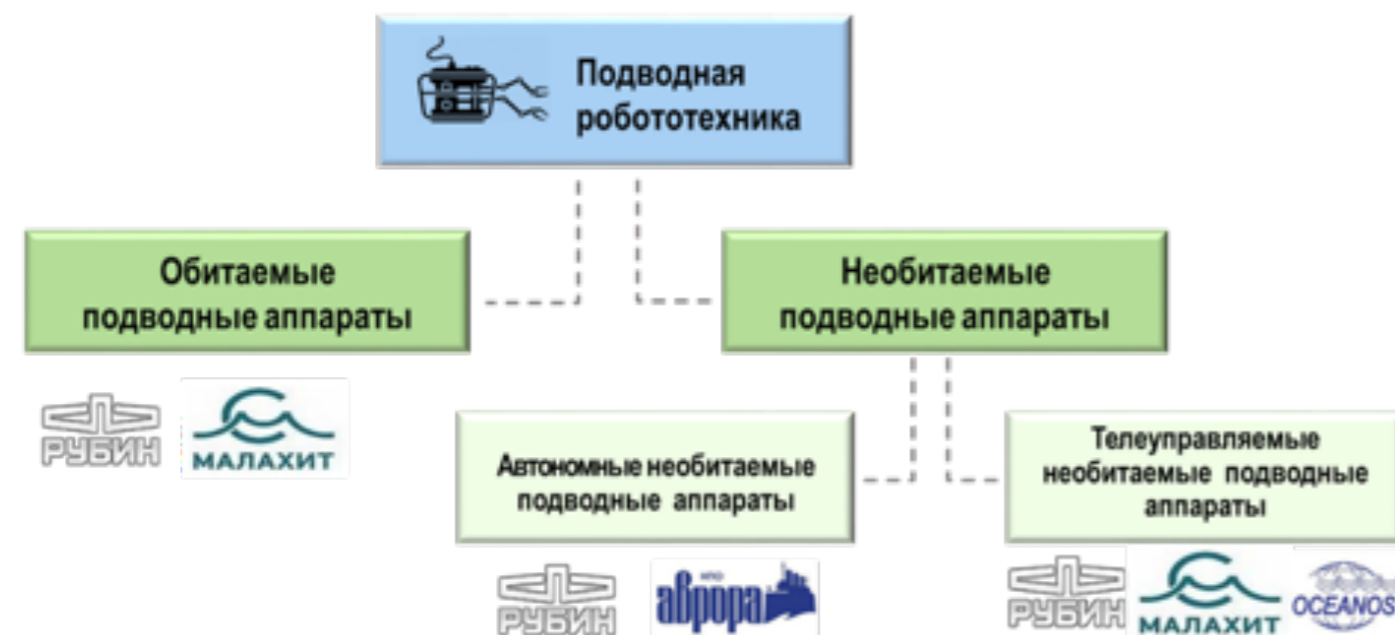 Подводная
робототехника
Обитаемые
подводные аппараты
Необитаемые
подводные аппараты
РУБИН
МАЛАХИТ
Автономные необитаемые
подводные аппараты
Телеуправляемые
необитаемые подводные
аппараты
РУБИН
НПО
аврора
РУБИН
МАЛАХИТ
OCEANOS